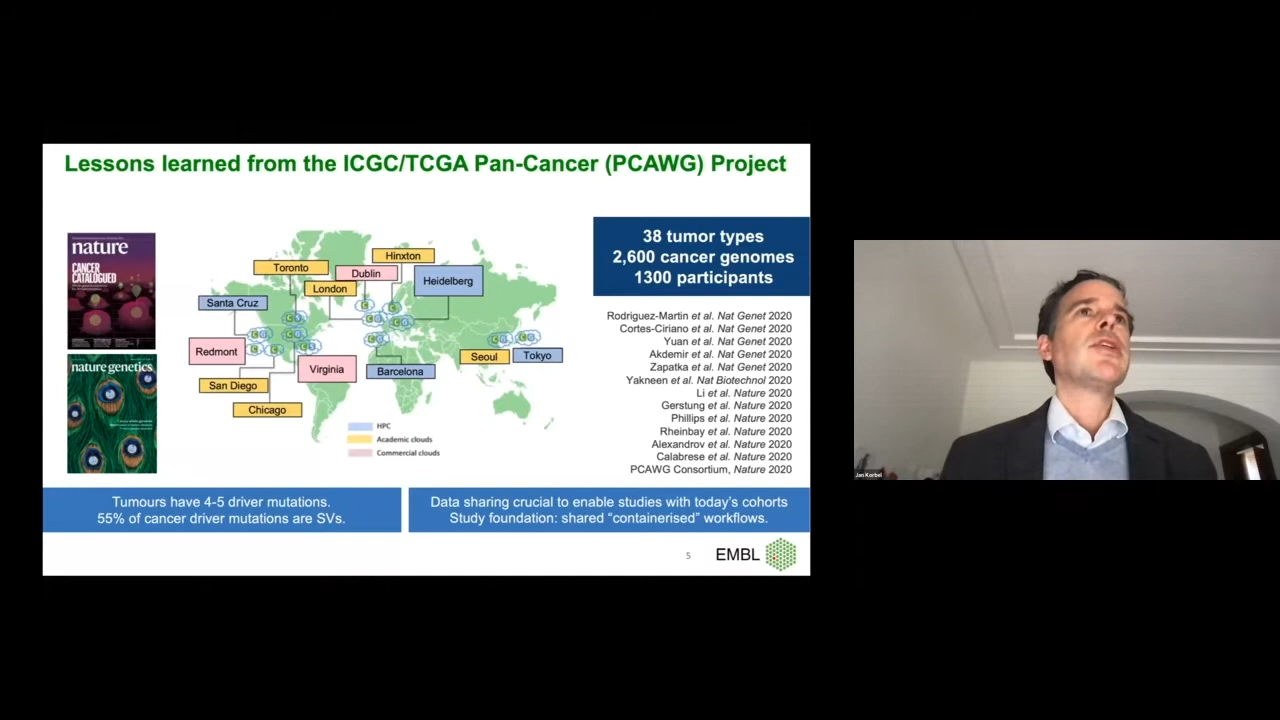 Lessons learned from the ICGC/TCGA Pan-Cancer (PCAWG) Project
nature
CANCER
CATALOGUED
nature genetics
Toronto
Hinxton
Dublin
London
Heidelberg
Santa Cruz
Redmont
Virginia
Barcelona
Seoul
Tokyo
San Diego
Chicago
HPC
Academic clouds
Commercial clouds
38 tumor types
2,600 cancer genomes
1300 participants
Rodriguez-Martin et al. Nat Genet 2020
Cortes-Ciriano et al. Nat Genet 2020
Yuan et al. Nat Genet 2020
Akdemir et al. Nat Genet 2020
Zapatka et al. Nat Genet 2020
Yakneen et al. Nat Biotechnol 2020
Li et al. Nature 2020
Gerstung et al. Nature 2020
Phillips et al. Nature 2020
Rheinbay et al. Nature 2020
Alexandrov et al. Nature 2020
Calabrese et al. Nature 2020
PCAWG Consortium, Nature 2020
Tumours have 4-5 driver mutations.
55% of cancer driver mutations are SVs.
Data sharing crucial to enable studies with today's cohorts
Study foundation: shared “containerised” workflows.
5
EMBL
Jan Korbel